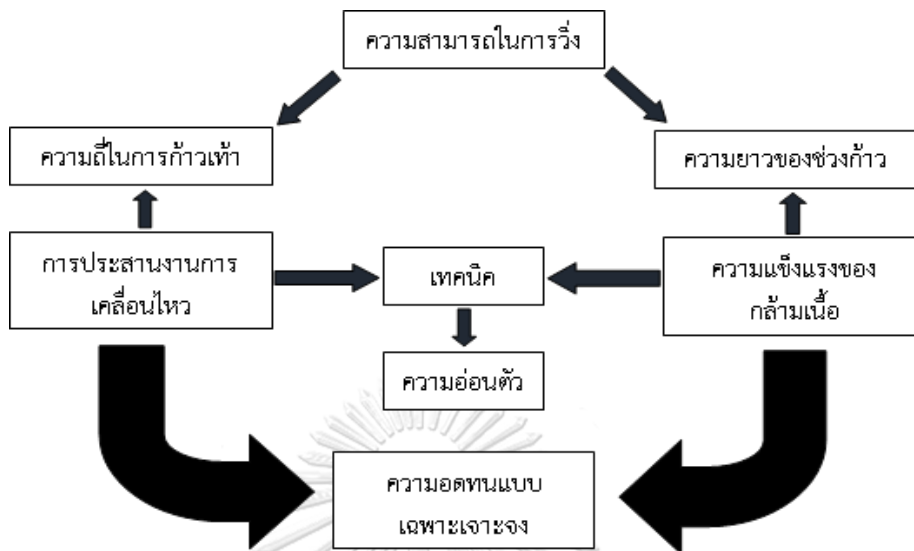 ความสามารถในการวิ่ง
ความถี่ในการก้าวเท้า
ความยาวของช่วงก้าว
การประสานงานการ
เคลื่อนไหว
เทคนิค
ความแข็งแรงของ
กล้ามเนื้อ
ความอ่อนตัว
ความอดทนแบบ
เฉพาะเจาะจง